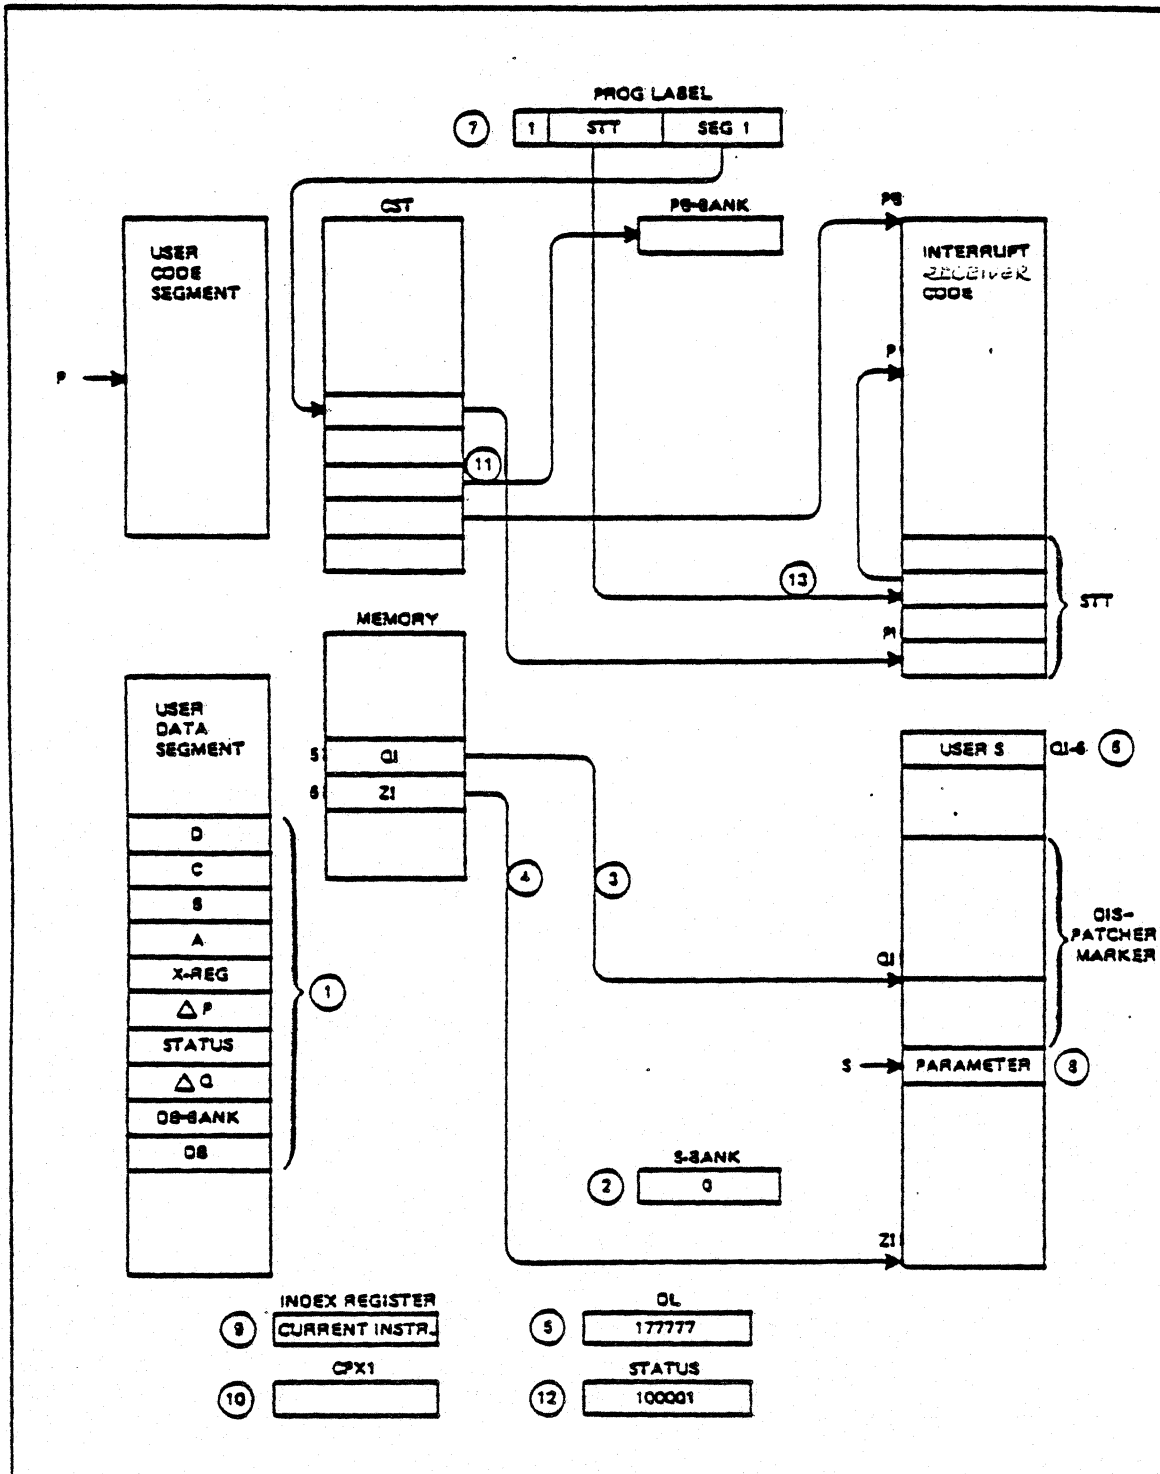 PROG LABEL
7
1
STT
SEG 1
CST
PB-BANK
PB
USER
CODE
SEGMENT
INTERRUPT
RECEIVER
CODE
P
P
11
13
STT
PI
MEMORY
USER
DATA
SEGMENT
5
QI
6
ZI
USER S
QI-6
6
D
C
B
A
X-REG
△ P
STATUS
△ Q
DB-BANK
DB
1
4
3
QI
DIS-
PATCHER
MARKER
S
PARAMETER
8
S-BANK
2
0
ZI
INDEX REGISTER
9
CURRENT INSTR.
DL
5
177777
CPX1
10
STATUS
12
100001